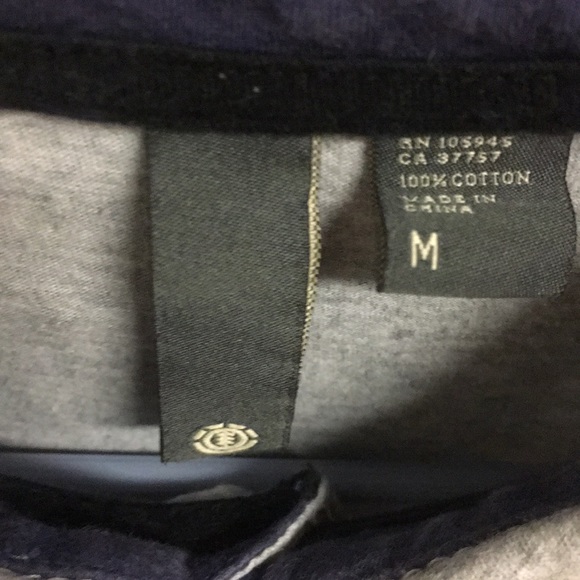 RN 105945
CA 37757
100% COTTON
MADE IN
CHINA
M